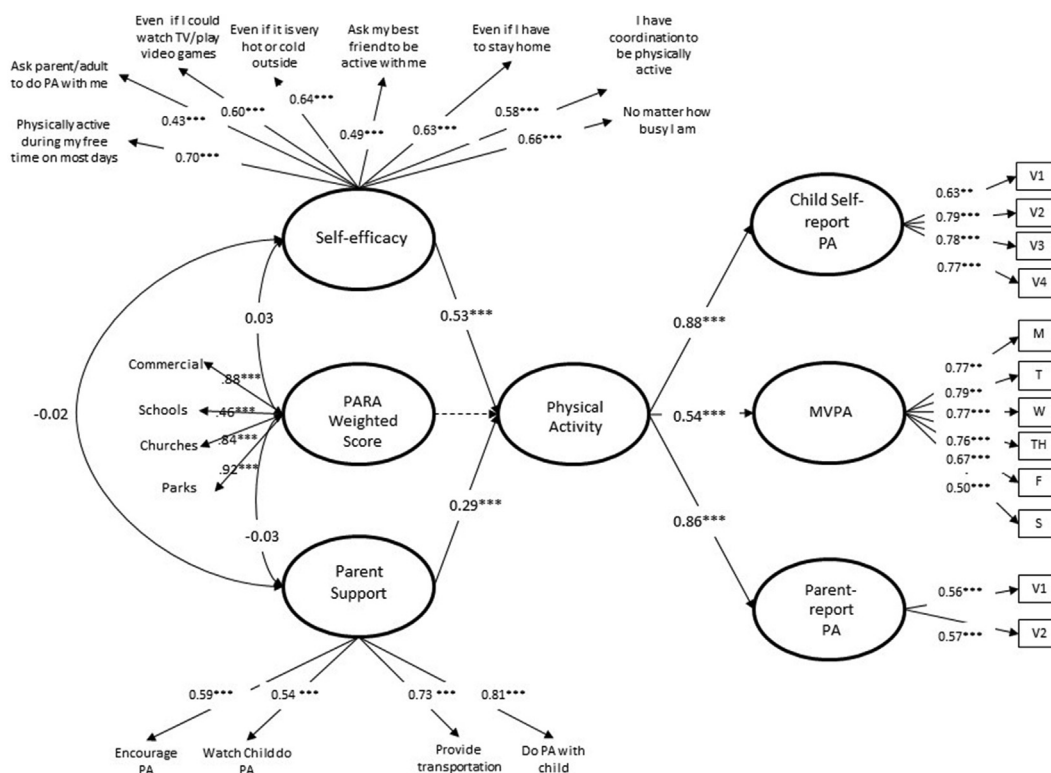 Even if I could
watch TV/play
video games
Even if it is very
hot or cold
outside
Ask my best
friend to be
active with me
Even if I have
to stay home
I have
coordination to
be physically
active
Ask parent/adult
to do PA with me
No matter how
busy I am
Physically active
during my free
time on most days
0.43***
0.60***
0.64***
0.49***
0.63***
0.58***
0.66***
0.70***
Self-efficacy
Child Self-
report
PA
0.63**
0.79***
0.78***
0.77***
V1
V2
V3
V4
0.03
0.53***
0.88***
-0.02
Commercial
Schools
Churches
Parks
.88***
.46***
.84***
.92***
PARA
Weighted
Score
Physical
Activity
0.54***
MVPA
0.77**
0.79***
0.77***
0.76***
0.67***
0.50***
M
T
W
TH
F
S
-0.03
0.29***
0.86***
Parent
Support
Parent-
report
PA
0.56***
0.57***
V1
V2
0.59***
0.54***
0.73***
0.81***
Encourage
PA
Watch Child do
PA
Provide
transportation
Do PA with
child